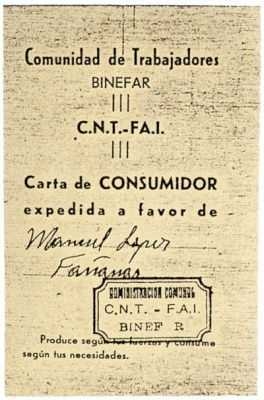 Comunidad de Trabajadores
BINEFAR
C.N.T.-F.A.I.
Carta de CONSUMIDOR
expedida a favor de
Manuel Lopez
Fañanas
ADMINISTRACION COMUNAL
C.N.T. - F.A.I.
BINEF R
Produce según tus fuerzas y consume
según tus necesidades.